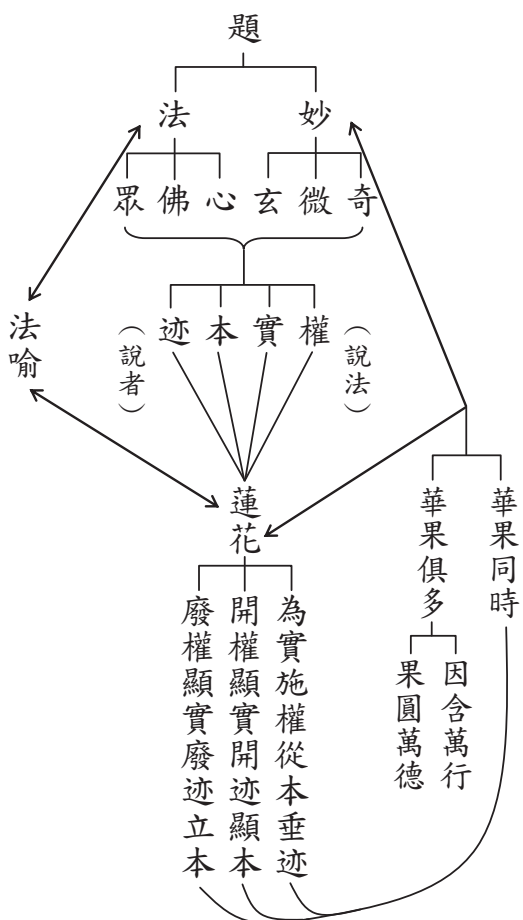 題
妙
法
奇
微
玄
心
佛
眾
權
實
本
迹
（說法）
（說者）
法喻
蓮花
華果同時
華果俱多
因含萬行
果圓萬德
為實施權從本垂迹
開權顯實開迹顯本
廢權顯實廢迹立本